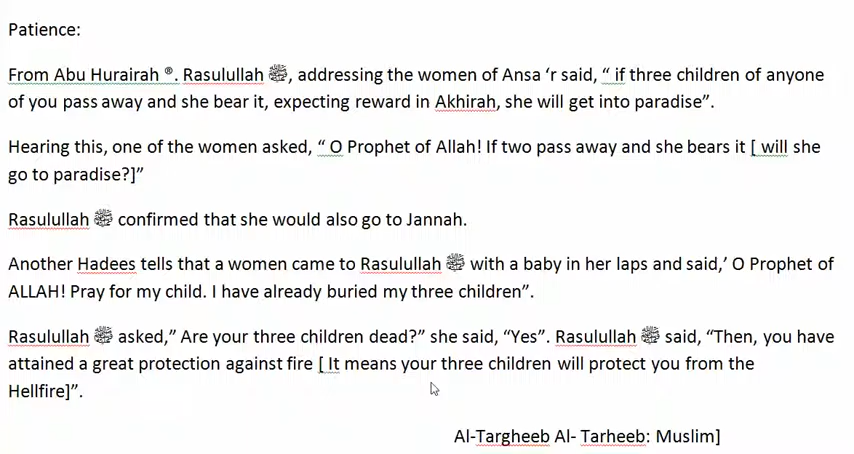 Patience:
From Abu Hurairah ®. Rasulullah ﷺ, addressing the women of Ansa ‘r said, “ if three children of anyone
of you pass away and she bear it, expecting reward in Akhirah, she will get into paradise”.
Hearing this, one of the women asked, “ O Prophet of Allah! If two pass away and she bears it [ will she
go to paradise?]”
Rasulullah ﷺ confirmed that she would also go to Jannah.
Another Hadees tells that a women came to Rasulullah ﷺ with a baby in her laps and said,’ O Prophet of
ALLAH! Pray for my child. I have already buried my three children”.
Rasulullah ﷺ asked,” Are your three children dead?” she said, “Yes”. Rasulullah ﷺ said, “Then, you have
attained a great protection against fire [ It means your three children will protect you from the
Hellfire]”.
Al-Targheeb Al- Tarheeb: Muslim]